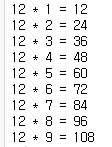 12 * 1 = 12
12 * 2 = 24
12 * 3 = 36
12 * 4 = 48
12 * 5 = 60
12 * 6 = 72
12 * 7 = 84
12 * 8 = 96
12 * 9 = 108